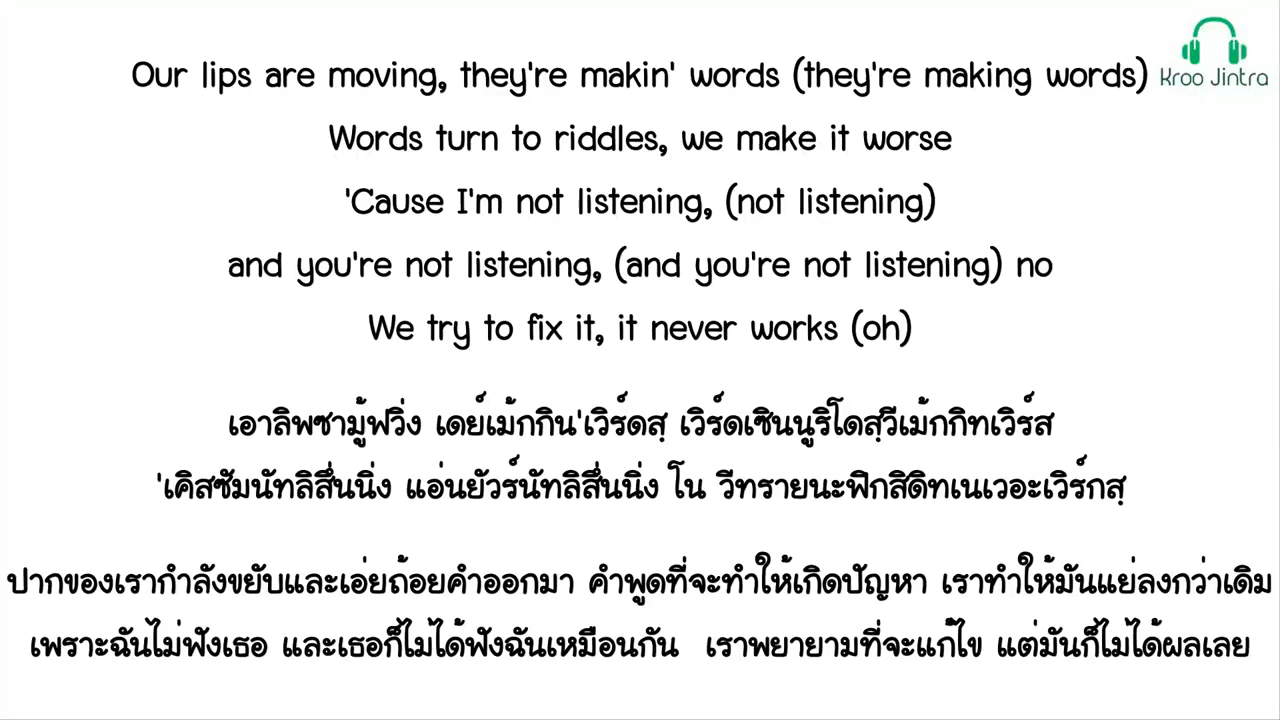 Our lips are moving, they're makin' words (they're making words)
Kroo Jintra
Words turn to riddles, we make it worse
'Cause I'm not listening, (not listening)
and you're not listening, (and you're not listening) no
We try to fix it, it never works (oh)
เอาลิพซามู้ฟวิ่ง เดย์เม้กกิน'เวิร์ดสฺ เวิร์ดเซินนูริโดสฺวีเม้กกิทเวิร์ส
'เคิสซัมนัทลิสึ่นนิ่ง แอ่นยัวร์นัทลิสึ่นนิ่ง โน วีทรายนะฟิกสิดิทเนเวอะเวิร์กสฺ
ปากของเรากำลังขยับและเอ่ยถ้อยคำออกมา คำพูดที่จะทำให้เกิดปัญหา เราทำให้มันแย่ลงกว่าเดิม
เพราะฉันไม่ฟังเธอ และเธอก็ไม่ได้ฟังฉันเหมือนกัน เราพยายามที่จะแก้ไข แต่มันก็ไม่ได้ผลเลย